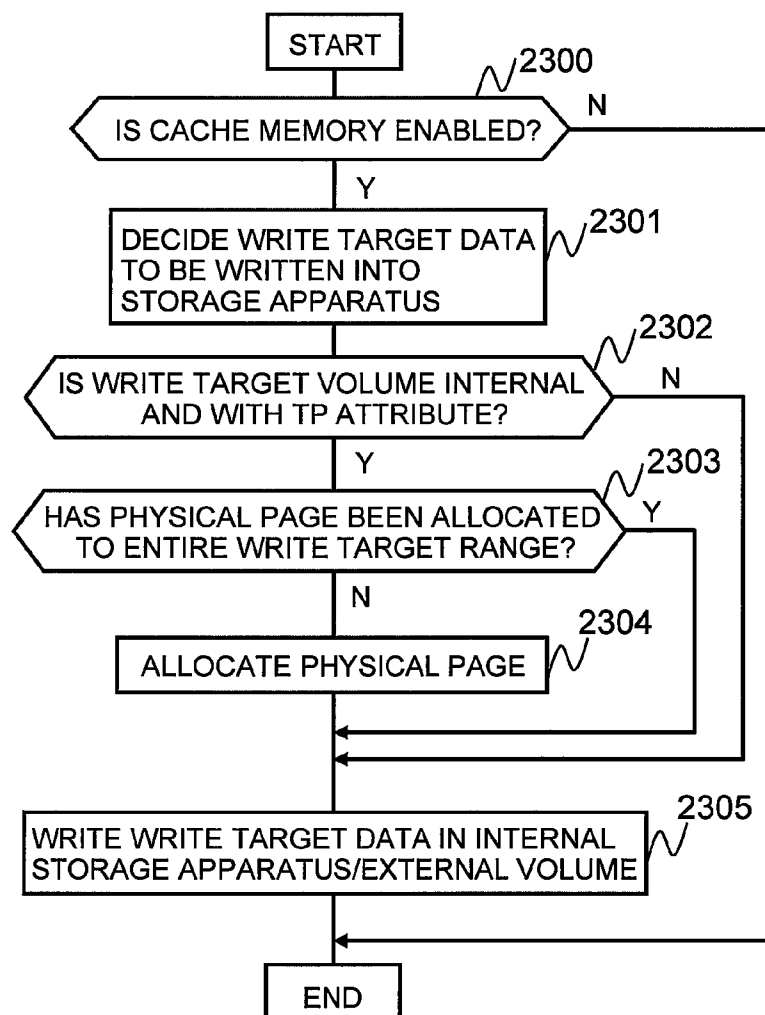 START
2300
IS CACHE MEMORY ENABLED?
N
Y
2301
DECIDE WRITE TARGET DATA
TO BE WRITTEN INTO
STORAGE APPARATUS
2302
IS WRITE TARGET VOLUME INTERNAL
AND WITH TP ATTRIBUTE?
N
Y
2303
HAS PHYSICAL PAGE BEEN ALLOCATED
TO ENTIRE WRITE TARGET RANGE?
Y
N
2304
ALLOCATE PHYSICAL PAGE
2305
WRITE WRITE TARGET DATA IN INTERNAL
STORAGE APPARATUS/EXTERNAL VOLUME
END